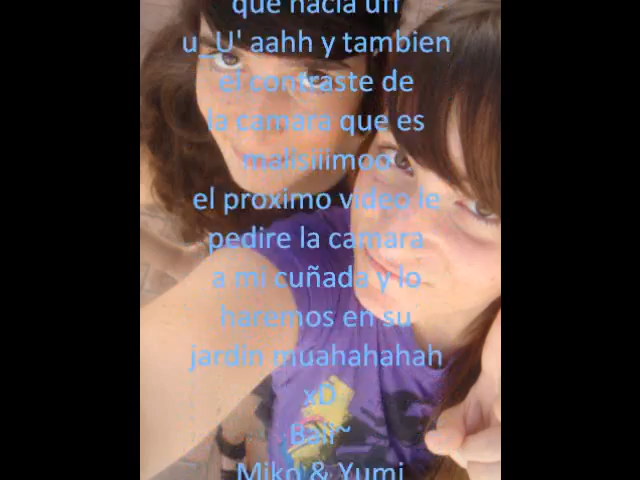 que hacia uff
u_U' aahh y tambien
el contraste de
la camara que es
malisiiimoo
el proximo video le
pedire la camara
a mi cuñada y lo
haremos en su
jardin muahahahah
xD
Baii~
Miko & Yumi